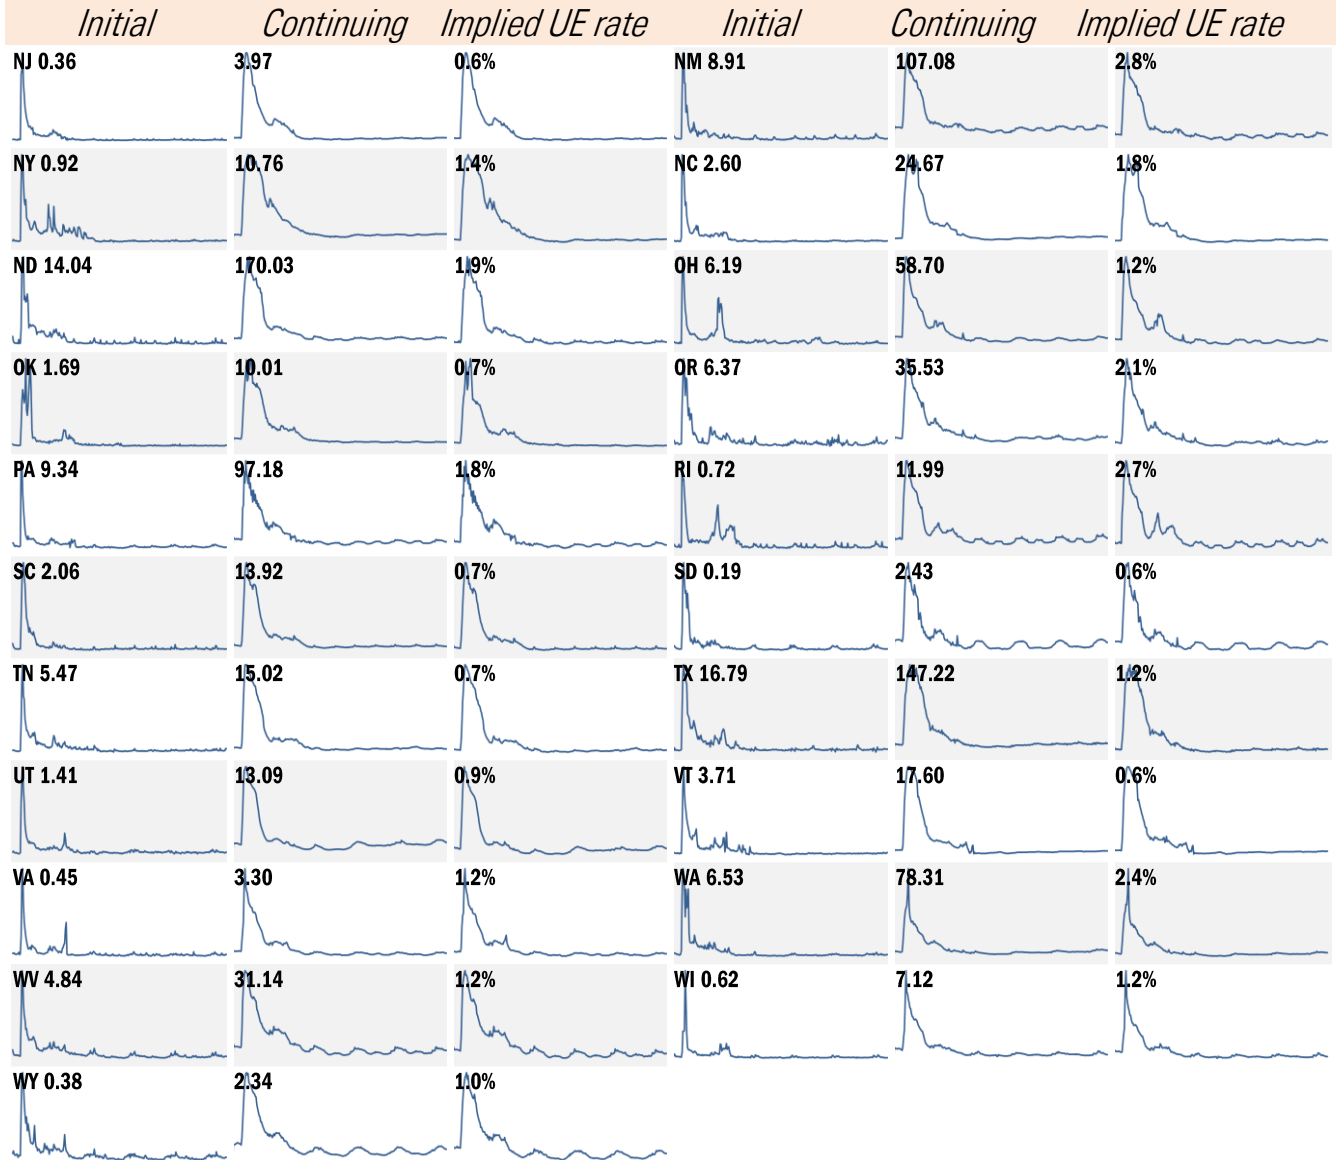 Initial Continuing Implied UE rate Initial Continuing Implied UE rate
NJ 0.36 3.97 0.6% NM 8.91 107.08 2.8%
NY 0.92 10.76 1.4% NC 2.60 24.67 1.8%
ND 14.04 170.03 1.9% OH 6.19 58.70 1.2%
OK 1.69 10.01 0.7% OR 6.37 35.53 2.1%
PA 9.34 97.18 1.8% RI 0.72 11.99 2.7%
SC 2.06 13.92 0.7% SD 0.19 2.43 0.6%
TN 5.47 15.02 0.7% TX 16.79 147.22 1.2%
UT 1.41 13.09 0.9% VT 3.71 17.60 0.6%
VA 0.45 3.30 1.2% WA 6.53 78.31 2.4%
WV 4.84 31.14 1.2% WI 0.62 7.12 1.2%
WY 0.38 2.34 1.0%